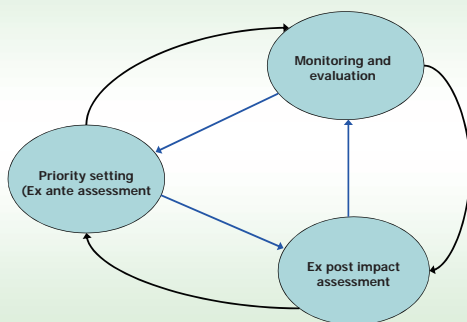 Monitoring and
evaluation
Priority setting
(Ex ante assessment
Ex post impact
assessment